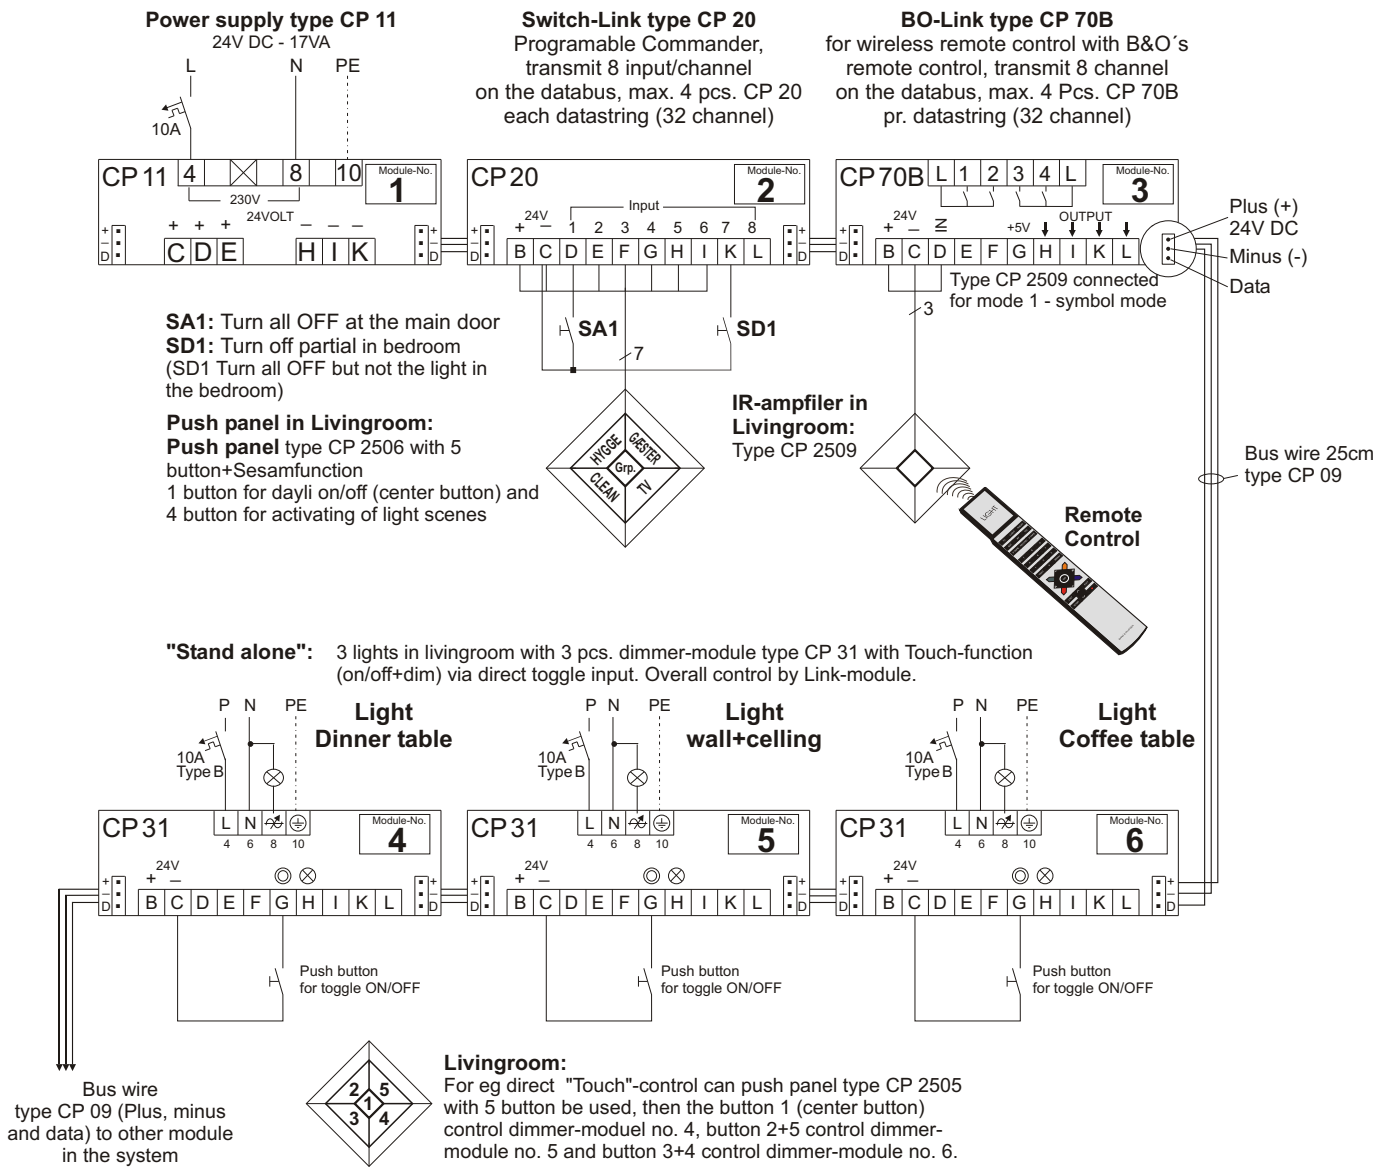 Power supply type CP 11
24V DC - 17VA
L N PE
10A
Switch-Link type CP 20
Programable Commander,
transmit 8 input/channel
on the databus, max. 4 pcs. CP 20
each datastring (32 channel)
BO-Link type CP 70B
for wireless remote control with B&O´s
remote control, transmit 8 channel
on the databus, max. 4 Pcs. CP 70B
pr. datastring (32 channel)
CP 11 4 8 10
Module-No.
1
230V
24VOLT
+ + + – – –
+ – D
C D E H I K
CP 20
Module-No.
2
24V
+ –
Input
1 2 3 4 5 6 7 8
+ – D
B C D E F G H I K L
+ – D
CP 70B
L 1 2 3 4 L
Module-No.
3
24V
+ – IN
+5V
OUTPUT
B C D E F G H I K L
+ – D
Plus (+)
24V DC
Minus (-)
Data
Type CP 2509 connected
for mode 1 - symbol mode
3
SA1: Turn all OFF at the main door
SD1: Turn off partial in bedroom
(SD1 Turn all OFF but not the light in
the bedroom)
SA1
SD1
7
Push panel in Livingroom:
Push panel type CP 2506 with 5
button+Sesamfunction
1 button for dayli on/off (center button) and
4 button for activating of light scenes
HYGGE
GÆSTER
Grp.
CLEAN
TV
IR-ampfiler in
Livingroom:
Type CP 2509
LIGHT
Remote
Control
Bus wire 25cm
type CP 09
"Stand alone": 3 lights in livingroom with 3 pcs. dimmer-module type CP 31 with Touch-function
(on/off+dim) via direct toggle input. Overall control by Link-module.
P N PE
Light
Dinner table
10A
Type B
P N PE
Light
wall+celling
10A
Type B
P N PE
Light
Coffee table
10A
Type B
CP 31
L N
4 6 8 10
Module-No.
4
24V
+ –
+ – D
B C D E F G H I K L
+ – D
CP 31
L N
4 6 8 10
Module-No.
5
24V
+ –
B C D E F G H I K L
+ – D
CP 31
L N
4 6 8 10
Module-No.
6
24V
+ –
B C D E F G H I K L
+ – D
Push button
for toggle ON/OFF
Push button
for toggle ON/OFF
Push button
for toggle ON/OFF
Bus wire
type CP 09 (Plus, minus
and data) to other module
in the system
2 5
1
3 4
Livingroom:
For eg direct "Touch"-control can push panel type CP 2505
with 5 button be used, then the button 1 (center button)
control dimmer-moduel no. 4, button 2+5 control dimmer-
module no. 5 and button 3+4 control dimmer-module no. 6.